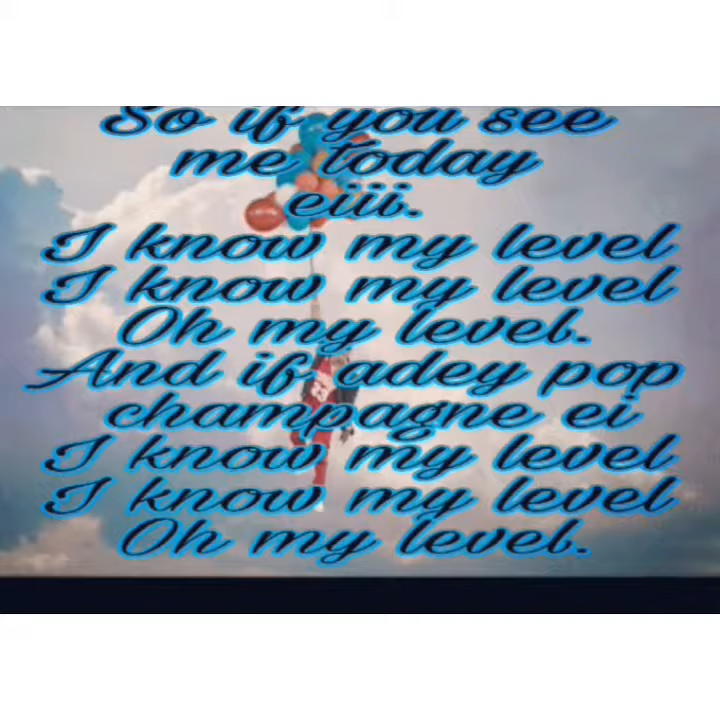 So if you see
me today
eiii.
I know my level
I know my level
Oh my level.
And if adey pop
champagne ei
I know my level
I know my level
Oh my level.